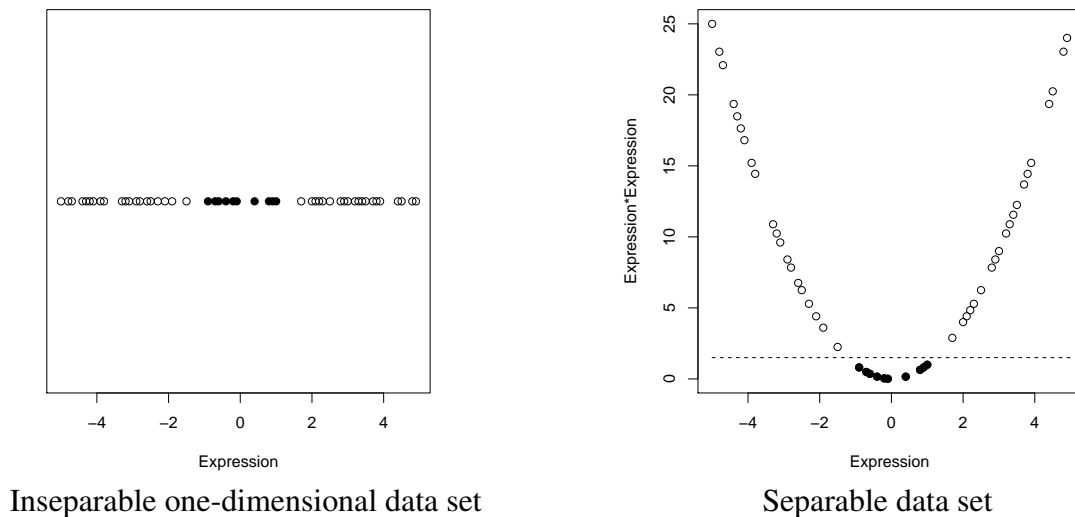 −4 −2 0 2 4
Expression
Inseparable one-dimensional data set
25
20
15
10
5
0
Expression*Expression
−4 −2 0 2 4
Expression
Separable data set